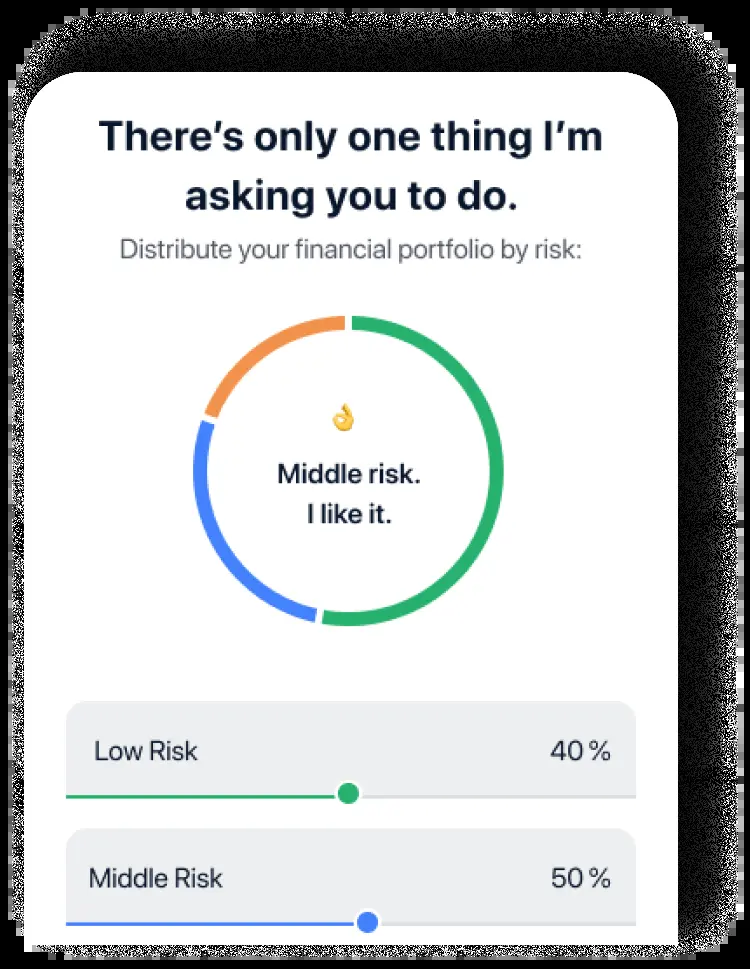 There’s only one thing I’m
asking you to do.
Distribute your financial portfolio by risk:
👌
Middle risk.
I like it.
Low Risk 40 %
Middle Risk 50 %